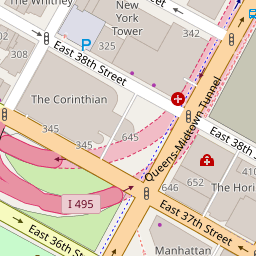 The Whitney
New
York
Tower
342
325
East 38th Street
308
The Corinthian
345
345
645
Queens-Midtown Tunnel
East 38th
I 495
652
646
410
The Hori
East 37th Street
East 36th Street
Manhattan